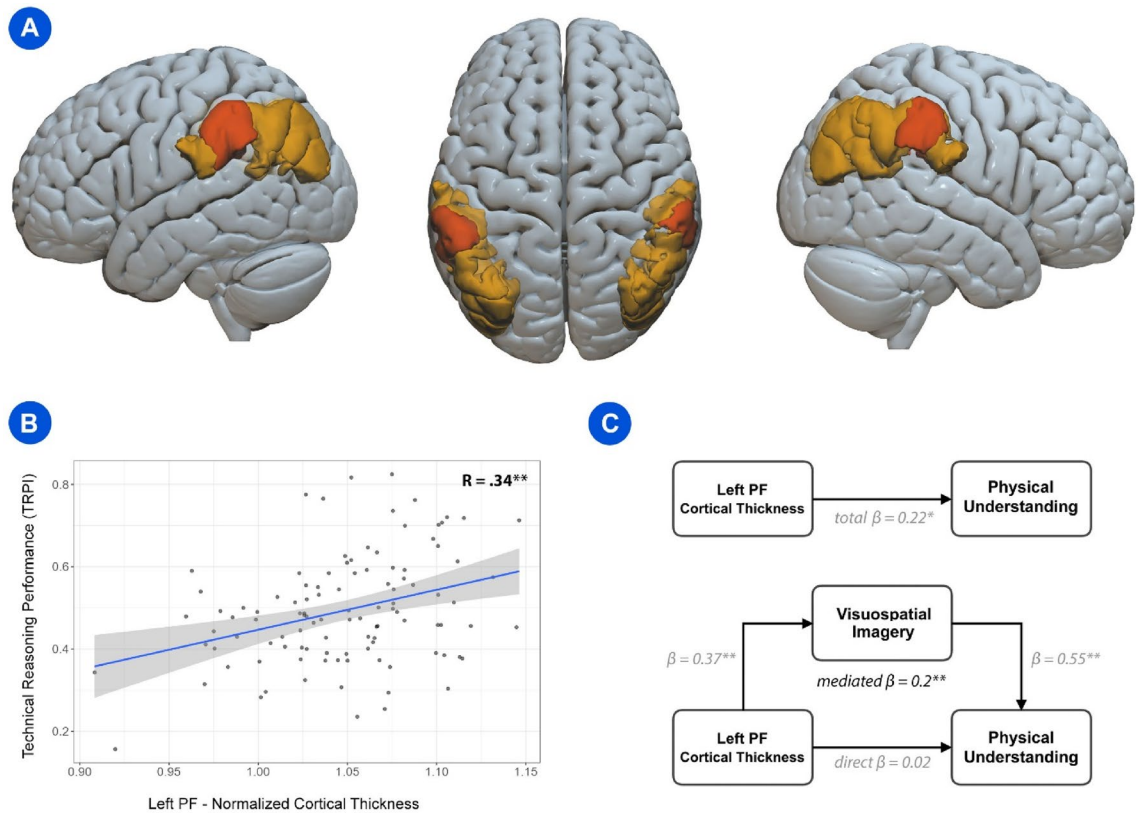 A
B
R = .34**
Technical Reasoning Performance (TRPI)
0.8
0.6
0.4
0.2
0.90
0.95
1.00
1.05
1.10
1.15
Left PF - Normalized Cortical Thickness
C
Left PF
Cortical Thickness
total β = 0.22*
Physical
Understanding
Visuospatial
Imagery
β = 0.37**
mediated β = 0.2**
β = 0.55**
Left PF
Cortical Thickness
direct β = 0.02
Physical
Understanding